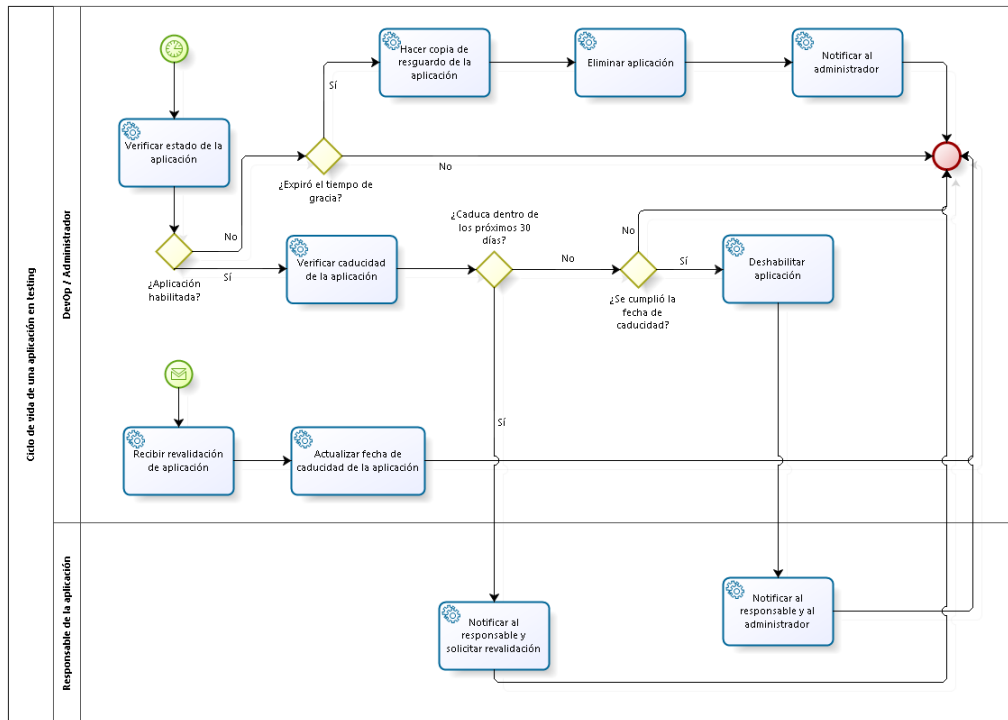 Ciclo de vida de una aplicación en testing
DevOp / Administrador
Hacer copia de
resguardo de la
aplicación
Eliminar aplicación
Notificar al
administrador
Sí
Verificar estado de la
aplicación
No
¿Expiró el tiempo de
gracia?
No
¿Aplicación
habilitada?
Sí
Verificar caducidad
de la aplicación
¿Caduca dentro de
los próximos 30
días?
No
No
¿Se cumplió la
fecha de
caducidad?
Sí
Deshabilitar
aplicación
Sí
Recibir revalidación
de aplicación
Actualizar fecha de
caducidad de la aplicación
Responsable de la aplicación
Notificar al
responsable y
solicitar revalidación
Notificar al
responsable y al
administrador